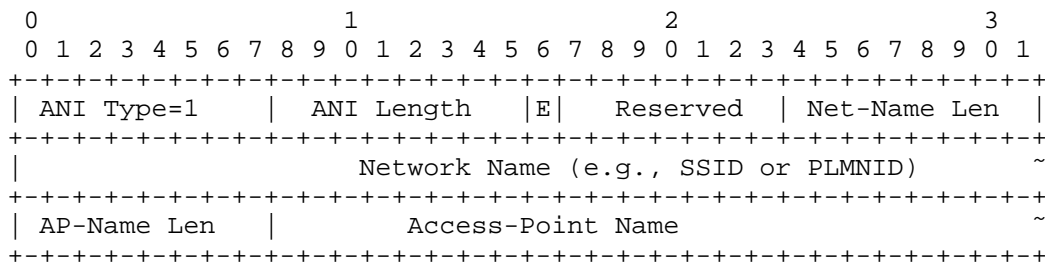 0                   1                   2                   3
 0 1 2 3 4 5 6 7 8 9 0 1 2 3 4 5 6 7 8 9 0 1 2 3 4 5 6 7 8 9 0 1
+-+-+-+-+-+-+-+-+-+-+-+-+-+-+-+-+-+-+-+-+-+-+-+-+-+-+-+-+-+-+-+-+
| ANI Type=1    |  ANI Length   |E|   Reserved  | Net-Name Len  |
+-+-+-+-+-+-+-+-+-+-+-+-+-+-+-+-+-+-+-+-+-+-+-+-+-+-+-+-+-+-+-+-+
|                     Network Name (e.g., SSID or PLMNID)       ~
+-+-+-+-+-+-+-+-+-+-+-+-+-+-+-+-+-+-+-+-+-+-+-+-+-+-+-+-+-+-+-+-+
| AP-Name Len   |        Access-Point Name                      ~
+-+-+-+-+-+-+-+-+-+-+-+-+-+-+-+-+-+-+-+-+-+-+-+-+-+-+-+-+-+-+-+-+